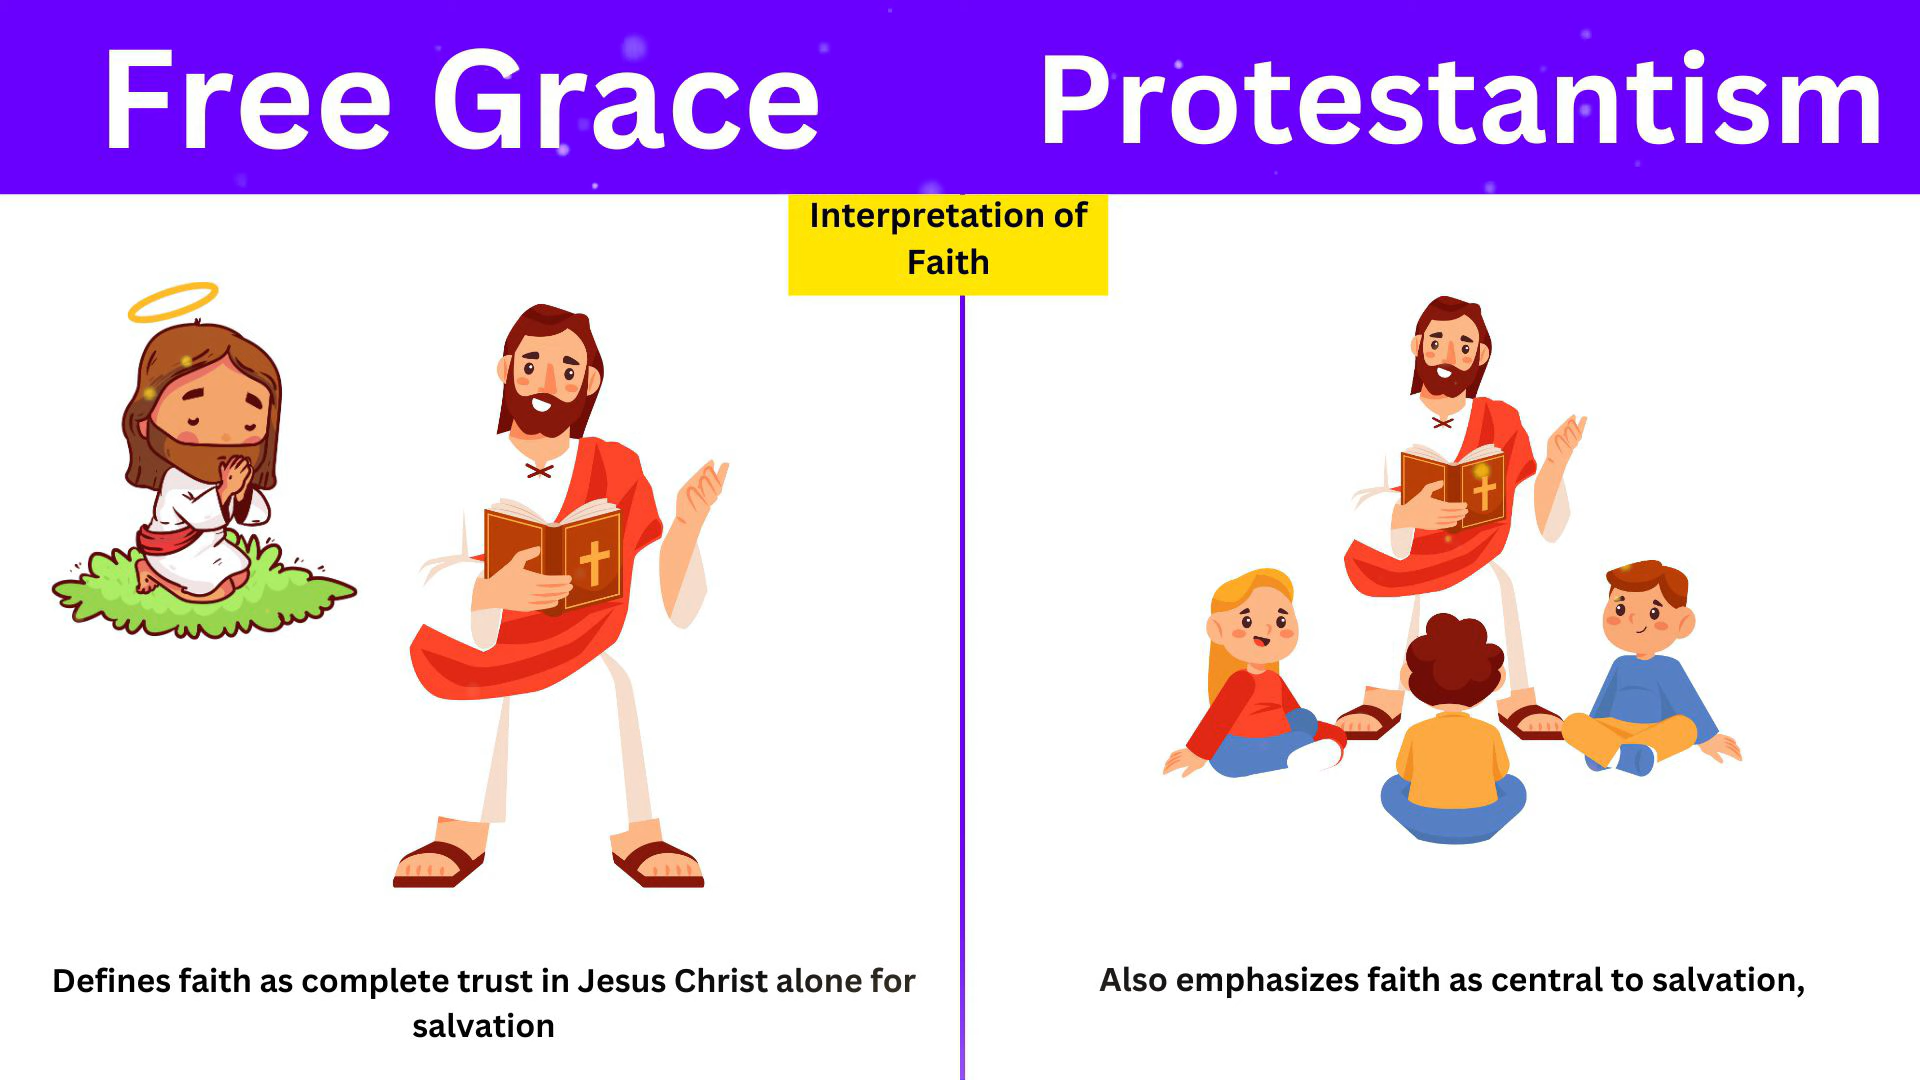 Free Grace
Protestantism
Interpretation of
Faith
Defines faith as complete trust in Jesus Christ alone for
salvation
Also emphasizes faith as central to salvation,